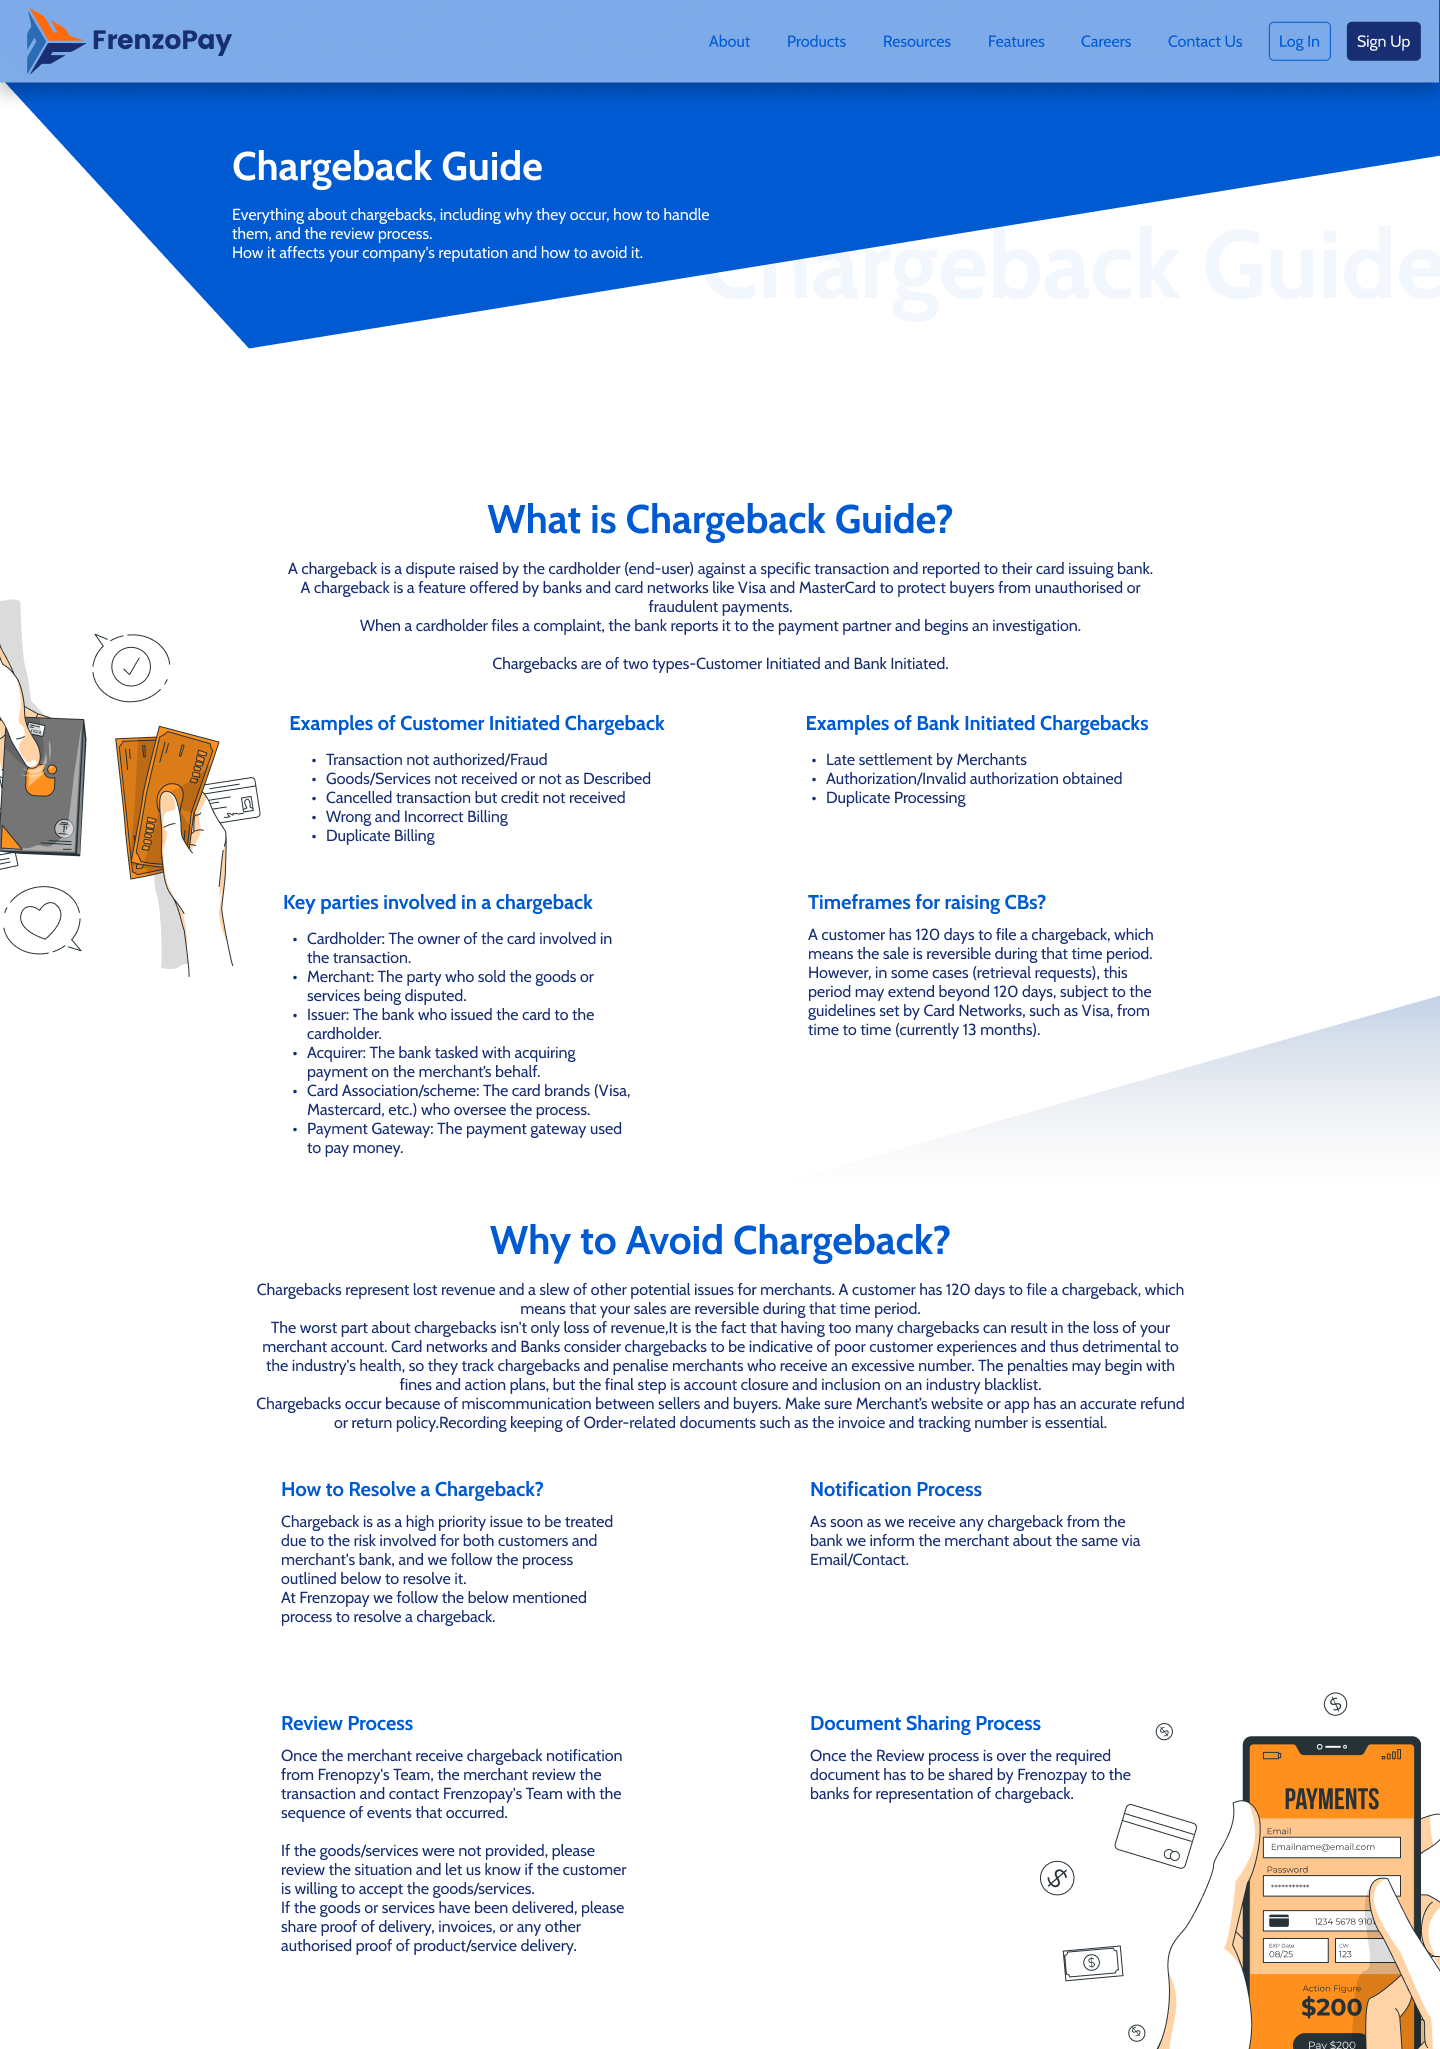 FrenzoPay
About Products Resources Features Careers Contact Us Log In Sign Up
Chargeback Guide
Everything about chargebacks, including why they occur, how to handle
them, and the review process.
How it affects your company's reputation and how to avoid it.
Chargeback Guide
What is Chargeback Guide?
A chargeback is a dispute raised by the cardholder (end-user) against a specific transaction and reported to their card issuing bank.
A chargeback is a feature offered by banks and card networks like Visa and MasterCard to protect buyers from unauthorised or
fraudulent payments.
When a cardholder files a complaint, the bank reports it to the payment partner and begins an investigation.
Chargebacks are of two types-Customer Initiated and Bank Initiated.
Examples of Customer Initiated Chargeback
• Transaction not authorized/Fraud
• Goods/Services not received or not as Described
• Cancelled transaction but credit not received
• Wrong and Incorrect Billing
• Duplicate Billing
Examples of Bank Initiated Chargebacks
• Late settlement by Merchants
• Authorization/Invalid authorization obtained
• Duplicate Processing
Key parties involved in a chargeback
• Cardholder: The owner of the card involved in
the transaction.
• Merchant: The party who sold the goods or
services being disputed.
• Issuer: The bank who issued the card to the
cardholder.
• Acquirer: The bank tasked with acquiring
payment on the merchant's behalf.
• Card Association/scheme: The card brands (Visa,
Mastercard, etc.) who oversee the process.
• Payment Gateway: The payment gateway used
to pay money.
Timeframes for raising CBs?
A customer has 120 days to file a chargeback, which
means the sale is reversible during that time period.
However, in some cases (retrieval requests), this
period may extend beyond 120 days, subject to the
guidelines set by Card Networks, such as Visa, from
time to time (currently 13 months).
Why to Avoid Chargeback?
Chargebacks represent lost revenue and a slew of other potential issues for merchants. A customer has 120 days to file a chargeback, which
means that your sales are reversible during that time period.
The worst part about chargebacks isn't only loss of revenue,It is the fact that having too many chargebacks can result in the loss of your
merchant account. Card networks and Banks consider chargebacks to be indicative of poor customer experiences and thus detrimental to
the industry's health, so they track chargebacks and penalise merchants who receive an excessive number. The penalties may begin with
fines and action plans, but the final step is account closure and inclusion on an industry blacklist.
Chargebacks occur because of miscommunication between sellers and buyers. Make sure Merchant's website or app has an accurate refund
or return policy.Recording keeping of Order-related documents such as the invoice and tracking number is essential.
How to Resolve a Chargeback?
Chargeback is as a high priority issue to be treated
due to the risk involved for both customers and
merchant's bank, and we follow the process
outlined below to resolve it.
At Frenzopay we follow the below mentioned
process to resolve a chargeback.
Notification Process
As soon as we receive any chargeback from the
bank we inform the merchant about the same via
Email/Contact.
Review Process
Once the merchant receive chargeback notification
from Frenopzy's Team, the merchant review the
transaction and contact Frenzopay's Team with the
sequence of events that occurred.
If the goods/services were not provided, please
review the situation and let us know if the customer
is willing to accept the goods/services.
If the goods or services have been delivered, please
share proof of delivery, invoices, or any other
authorised proof of product/service delivery.
Document Sharing Process
Once the Review process is over the required
document has to be shared by Frenozpay to the
banks for representation of chargeback.
PAYMENTS
Email
Emailname@email.com
Password
***********
1234 5678 910
EXP Date
08/25
CW
123
Action Figure
$200
Pay $200